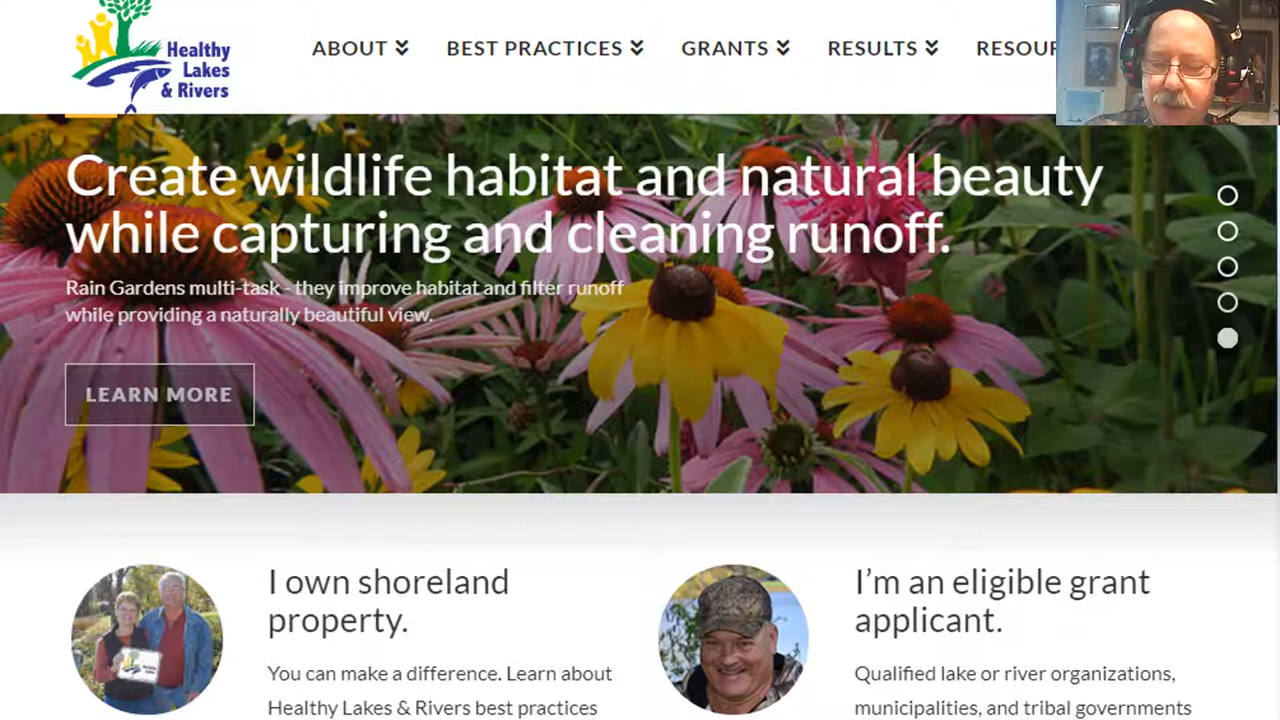 Healthy
Lakes
& Rivers
ABOUT
BEST PRACTICES
GRANTS
RESULTS
RESOUR
Create wildlife habitat and natural beauty
while capturing and cleaning runoff.
Rain Gardens multi-task - they improve habitat and filter runoff
while providing a naturally beautiful view.
LEARN MORE
I own shoreland
property.
You can make a difference. Learn about
Healthy Lakes & Rivers best practices
I'm an eligible grant
applicant.
Qualified lake or river organizations,
municipalities, and tribal governments